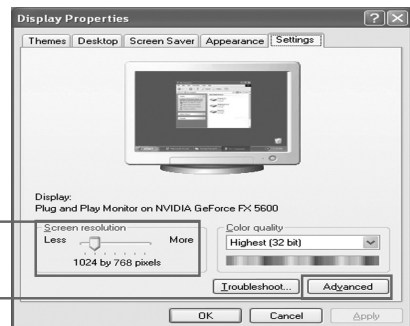 Display Properties
Themes Desktop Screen Saver Appearance Settings
Display:
Plug and Play Monitor on NVIDIA GeForce FX 5600
Screen resolution
Less More
1024 by 768 pixels
Color quality
Highest (32 bit)
Troubleshoot... Advanced
OK Cancel Apply